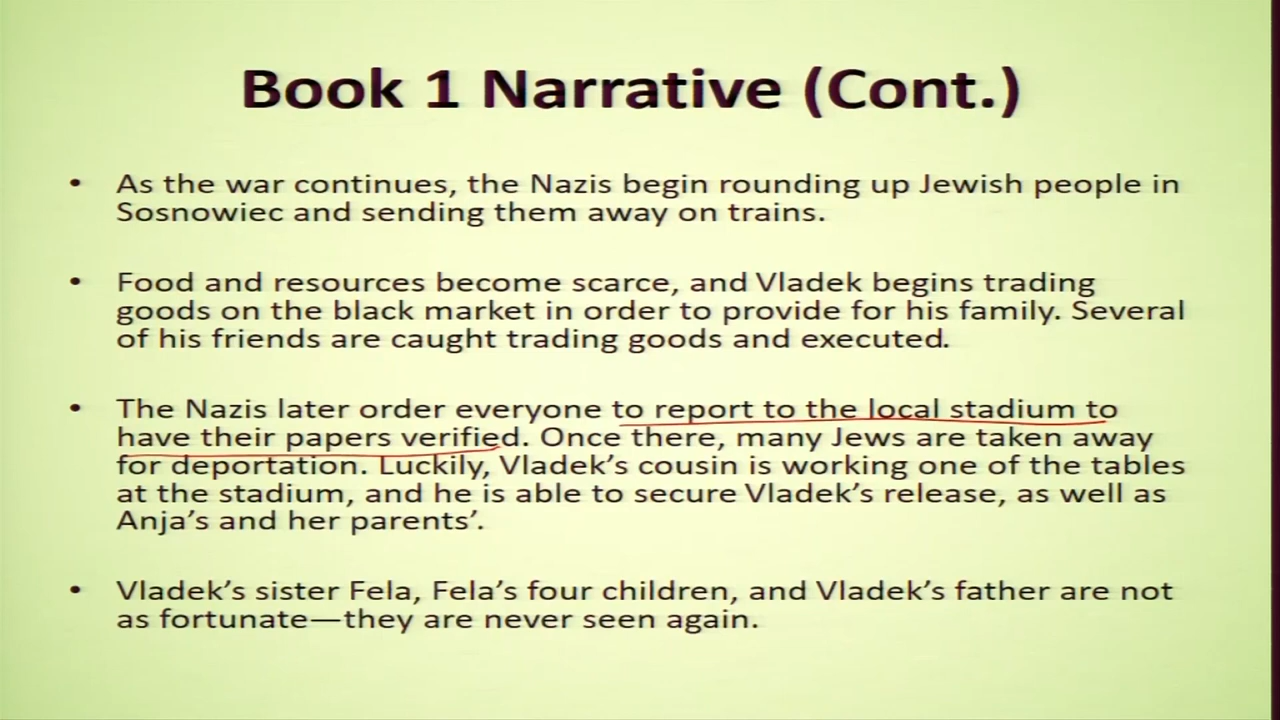 Book 1 Narrative (Cont.)
• As the war continues, the Nazis begin rounding up Jewish people in
Sosnowiec and sending them away on trains.
• Food and resources become scarce, and Vladek begins trading
goods on the black market in order to provide for his family. Several
of his friends are caught trading goods and executed.
• The Nazis later order everyone to report to the local stadium to
have their papers verified. Once there, many Jews are taken away
for deportation. Luckily, Vladek’s cousin is working one of the tables
at the stadium, and he is able to secure Vladek’s release, as well as
Anja’s and her parents’.
• Vladek’s sister Fela, Fela’s four children, and Vladek’s father are not
as fortunate—they are never seen again.